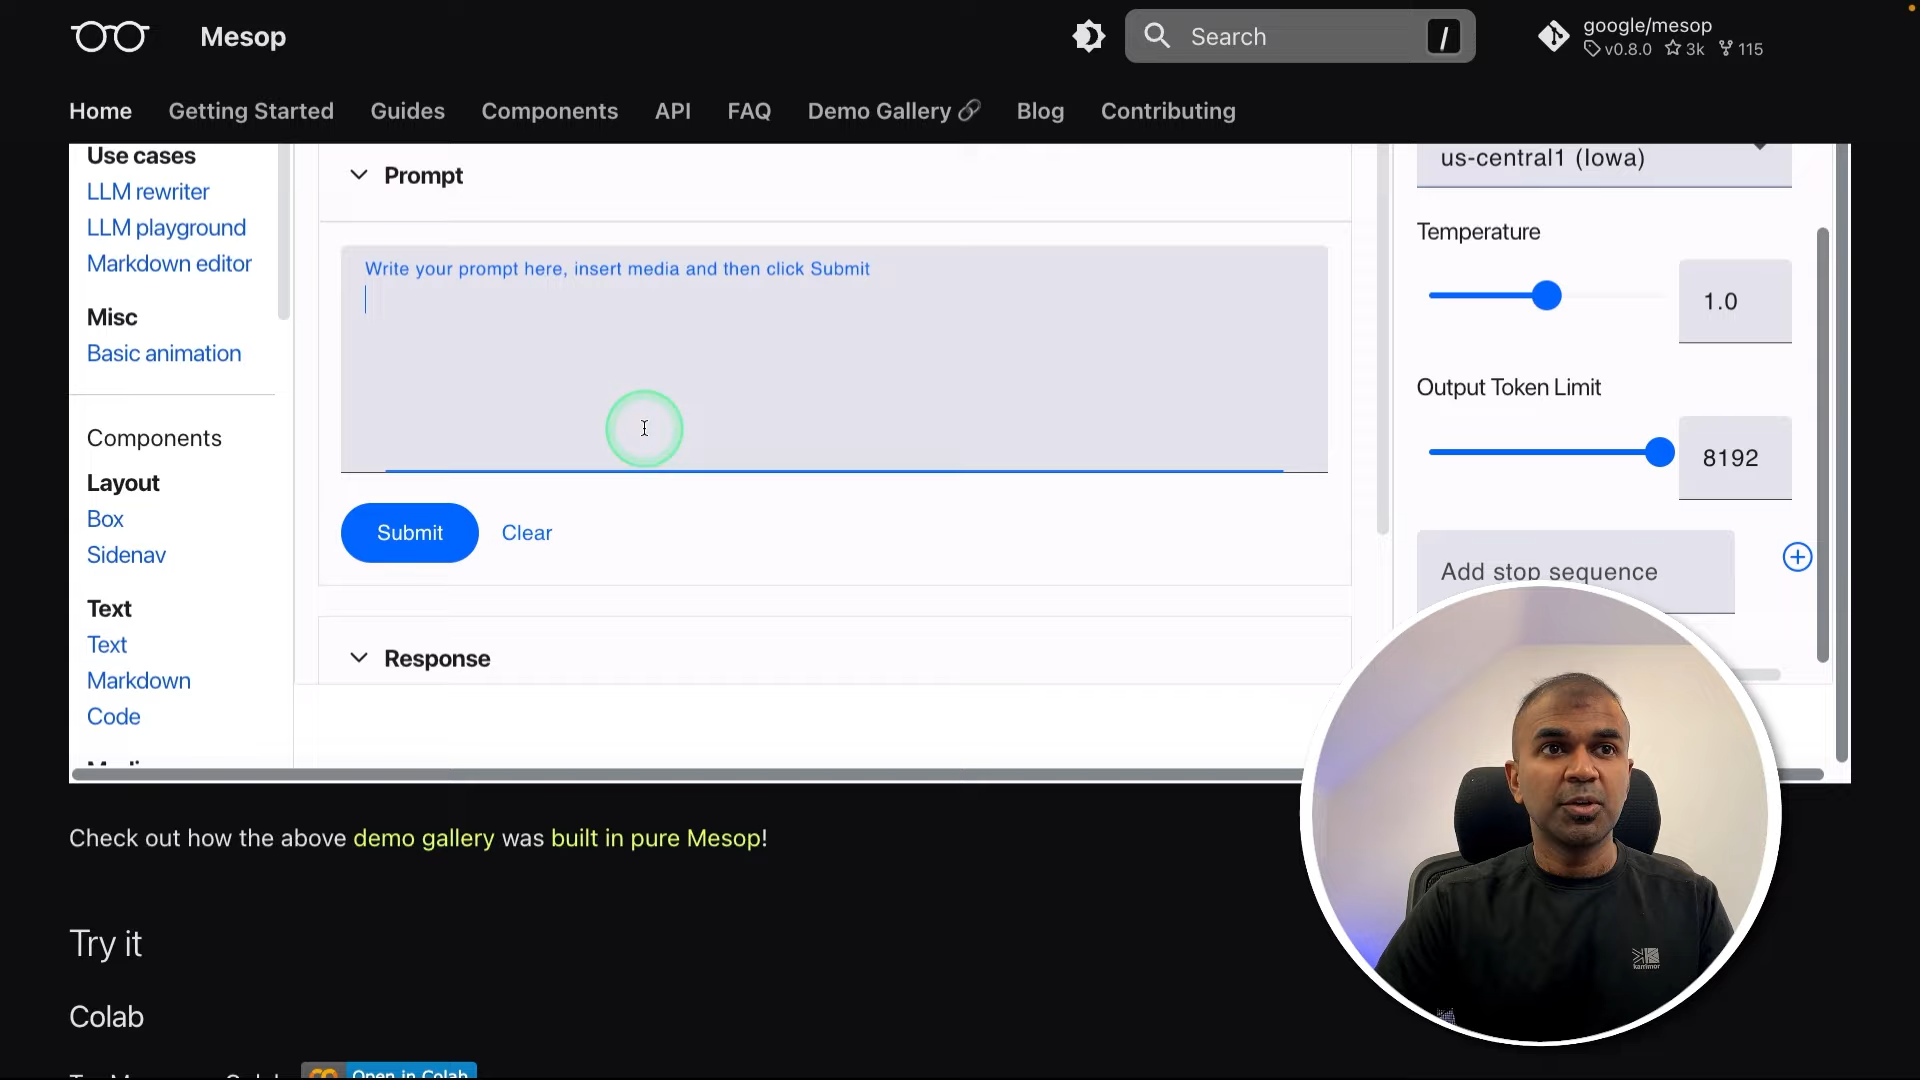 Mesop
Search
/
google/mesop
v0.8.0 3k 115
Home Getting Started Guides Components API FAQ Demo Gallery Blog Contributing
Use cases
LLM rewriter
LLM playground
Markdown editor
Misc
Basic animation
Components
Layout
Box
Sidenav
Text
Text
Markdown
Code
Prompt
Write your prompt here, insert media and then click Submit
Submit Clear
Response
us-central1 (Iowa)
Temperature
1.0
Output Token Limit
8192
Add stop sequence
karrimor
Check out how the above demo gallery was built in pure Mesop!
Try it
Colab
Open in Colab